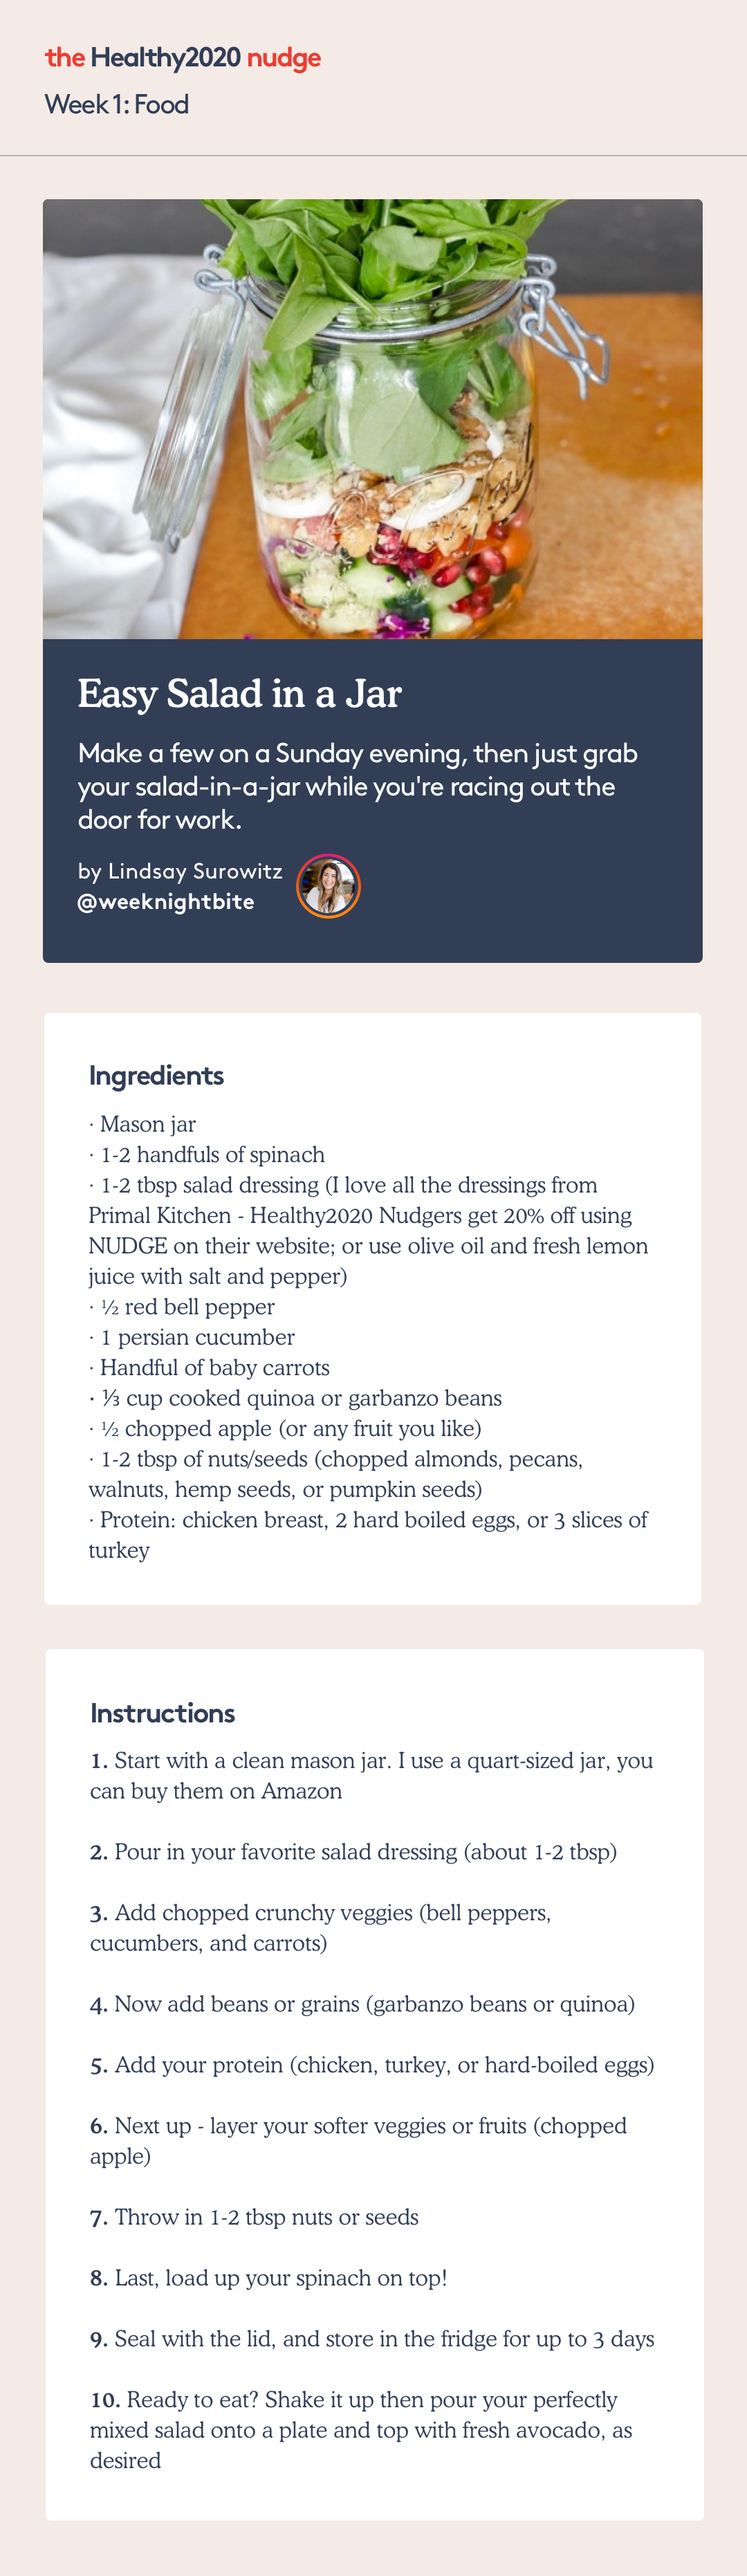 the Healthy2020 nudge
Week 1: Food
Easy Salad in a Jar
Make a few on a Sunday evening, then just grab
your salad-in-a-jar while you're racing out the
door for work.
by Lindsay Surowitz
@weeknightbite
Ingredients
· Mason jar
· 1-2 handfuls of spinach
· 1-2 tbsp salad dressing (I love all the dressings from
Primal Kitchen - Healthy2020 Nudgers get 20% off using
NUDGE on their website; or use olive oil and fresh lemon
juice with salt and pepper)
· ½ red bell pepper
· 1 persian cucumber
· Handful of baby carrots
· ⅓ cup cooked quinoa or garbanzo beans
· ½ chopped apple (or any fruit you like)
· 1-2 tbsp of nuts/seeds (chopped almonds, pecans,
walnuts, hemp seeds, or pumpkin seeds)
· Protein: chicken breast, 2 hard boiled eggs, or 3 slices of
turkey
Instructions
1. Start with a clean mason jar. I use a quart-sized jar, you
can buy them on Amazon
2. Pour in your favorite salad dressing (about 1-2 tbsp)
3. Add chopped crunchy veggies (bell peppers,
cucumbers, and carrots)
4. Now add beans or grains (garbanzo beans or quinoa)
5. Add your protein (chicken, turkey, or hard-boiled eggs)
6. Next up - layer your softer veggies or fruits (chopped
apple)
7. Throw in 1-2 tbsp nuts or seeds
8. Last, load up your spinach on top!
9. Seal with the lid, and store in the fridge for up to 3 days
10. Ready to eat? Shake it up then pour your perfectly
mixed salad onto a plate and top with fresh avocado, as
desired